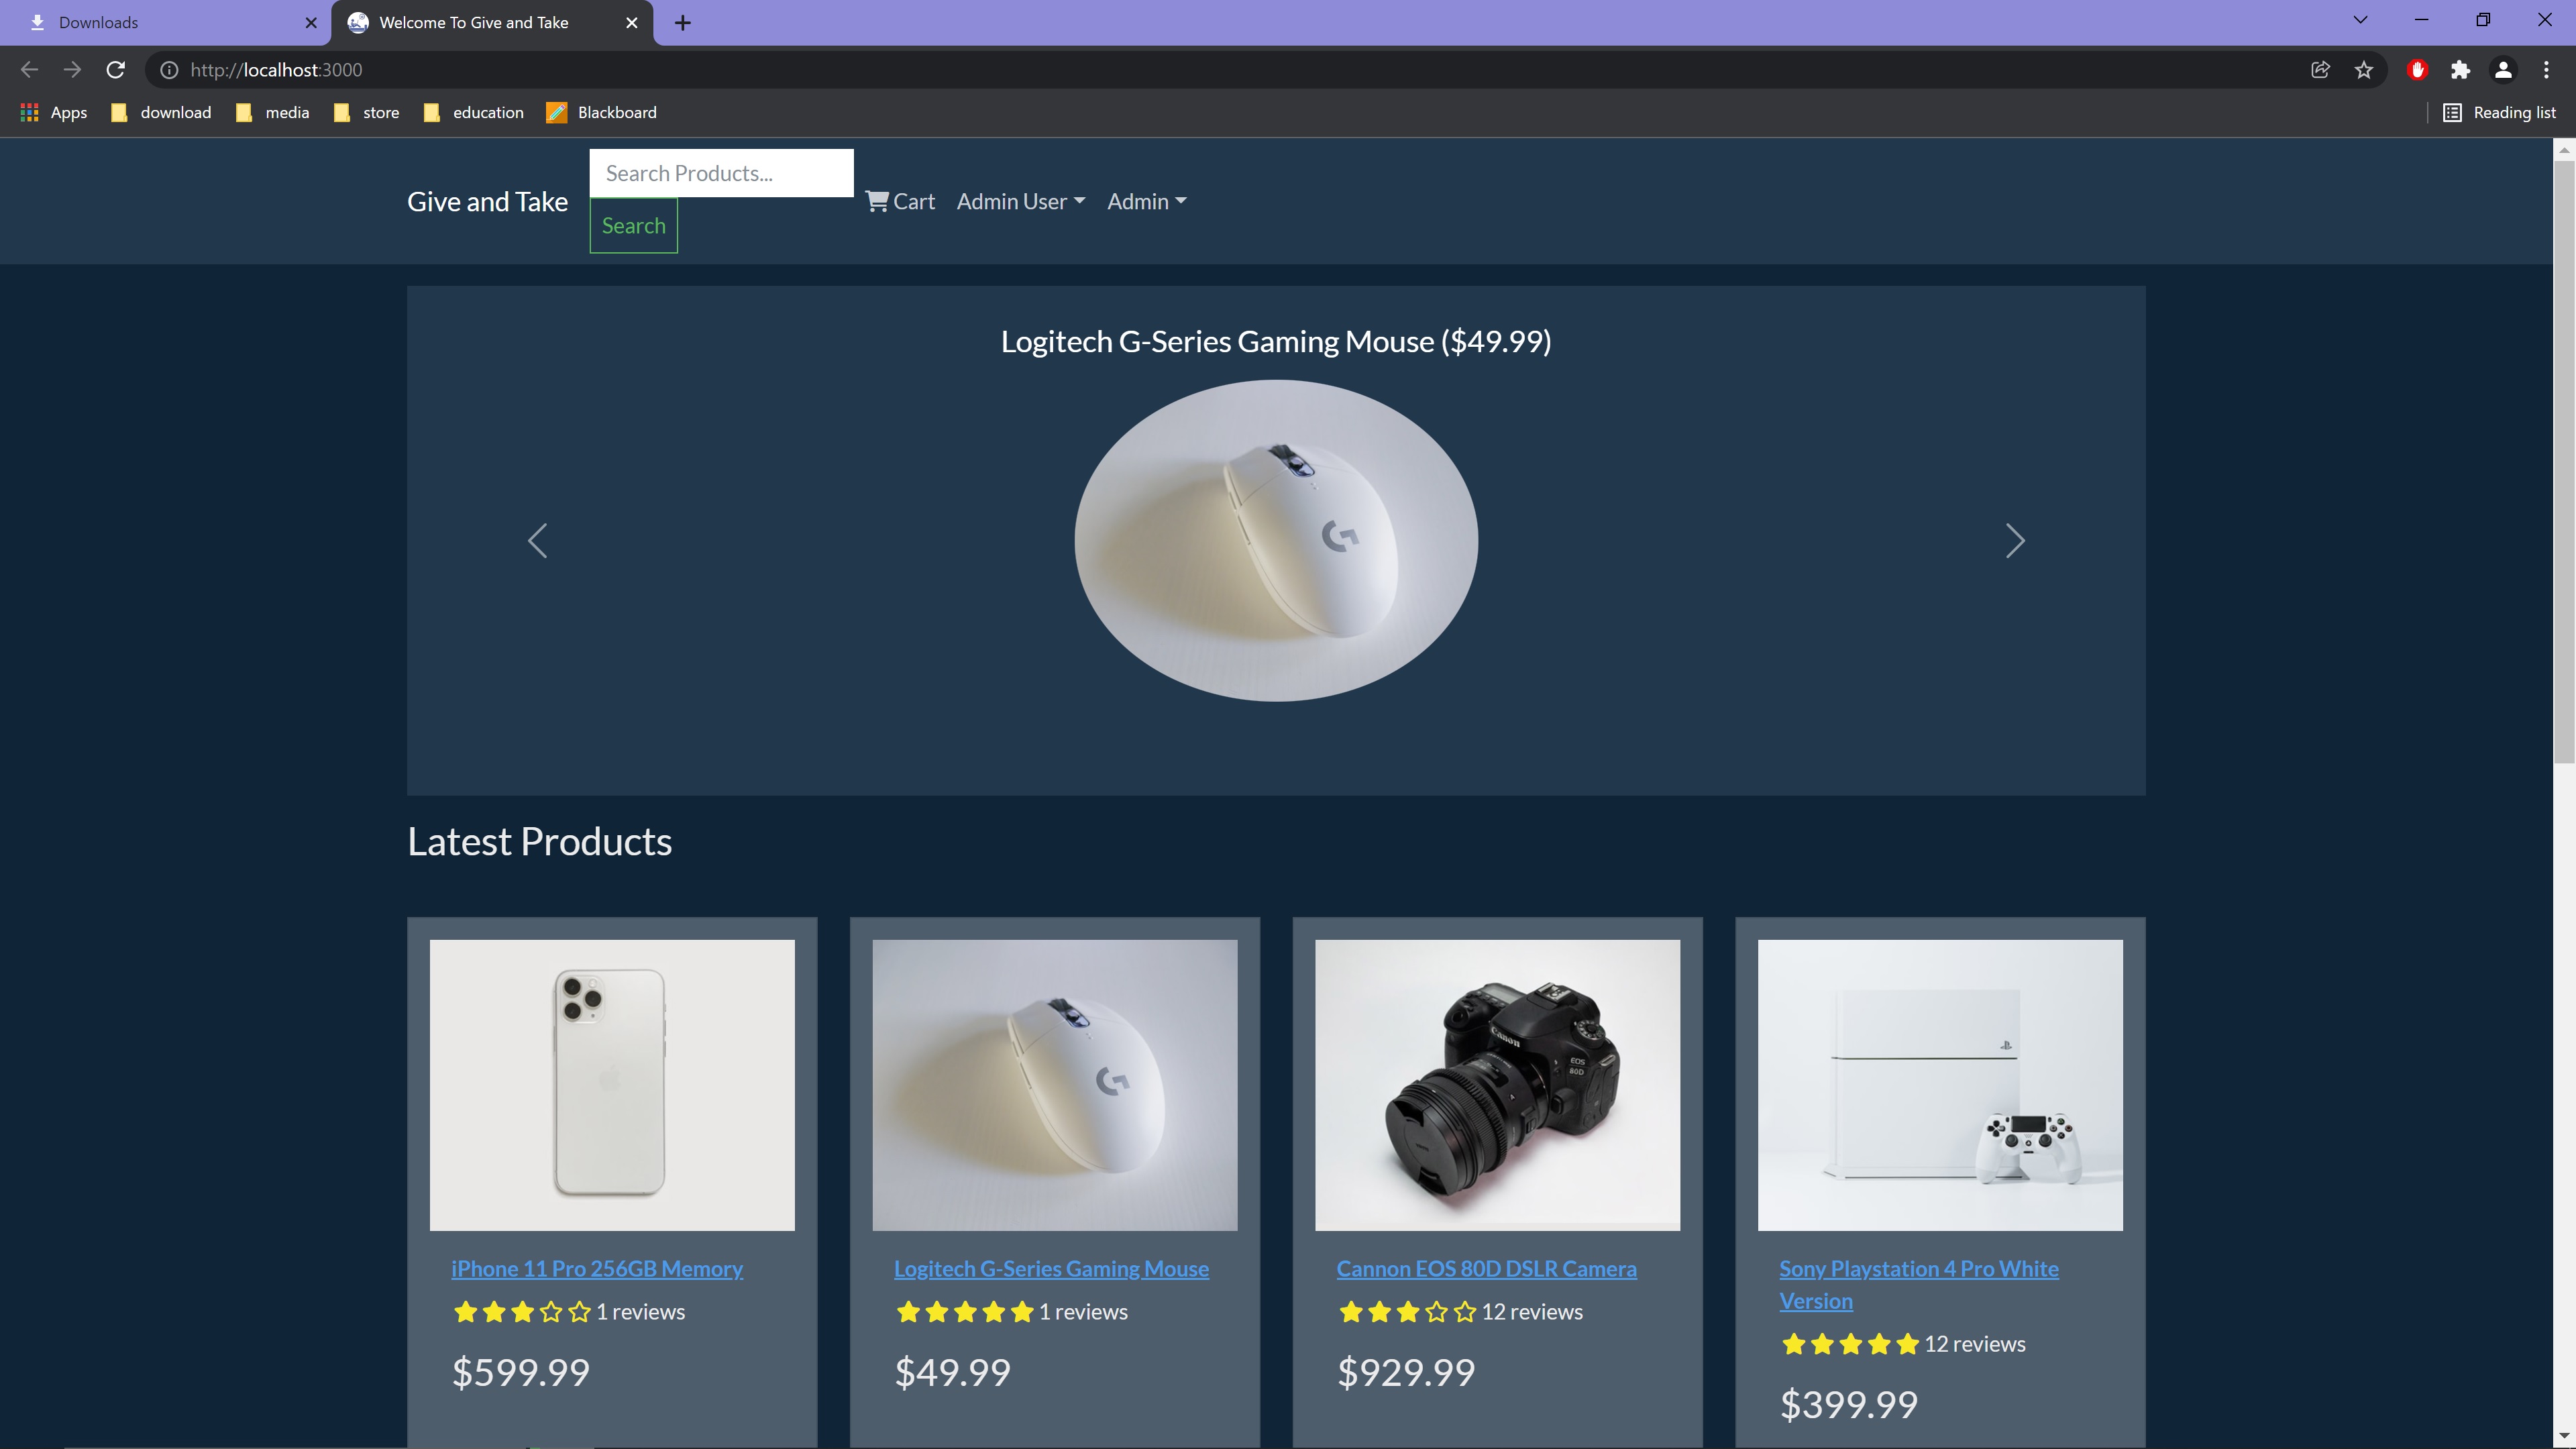 Downloads
Welcome To Give and Take
http://localhost:3000
Apps
download
media
store
education
Blackboard
Reading list
Give and Take
Search Products...
Search
Cart
Admin User
Admin
Logitech G-Series Gaming Mouse ($49.99)
Latest Products
Canon
EOS
80D
iPhone 11 Pro 256GB Memory
1 reviews
$599.99
Logitech G-Series Gaming Mouse
1 reviews
$49.99
Cannon EOS 80D DSLR Camera
12 reviews
$929.99
Sony Playstation 4 Pro White
Version
12 reviews
$399.99